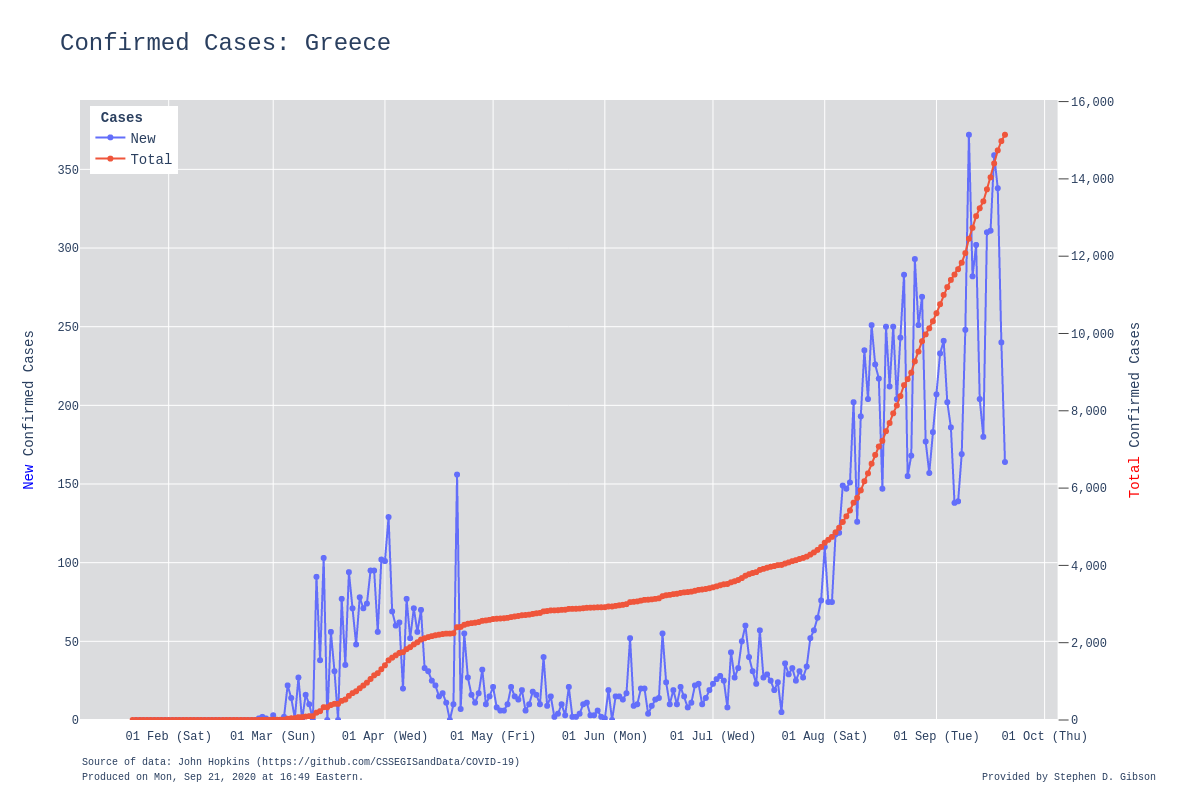 Confirmed Cases: Greece
Cases
New
Total
350
300
250
200
150
100
50
0
16,000
14,000
12,000
10,000
8,000
6,000
4,000
2,000
0
New Confirmed Cases
Total Confirmed Cases
01 Feb (Sat) 01 Mar (Sun) 01 Apr (Wed) 01 May (Fri) 01 Jun (Mon) 01 Jul (Wed) 01 Aug (Sat) 01 Sep (Tue) 01 Oct (Thu)
Source of data: John Hopkins (https://github.com/CSSEGISandData/COVID-19)
Produced on Mon, Sep 21, 2020 at 16:49 Eastern.
Provided by Stephen D. Gibson